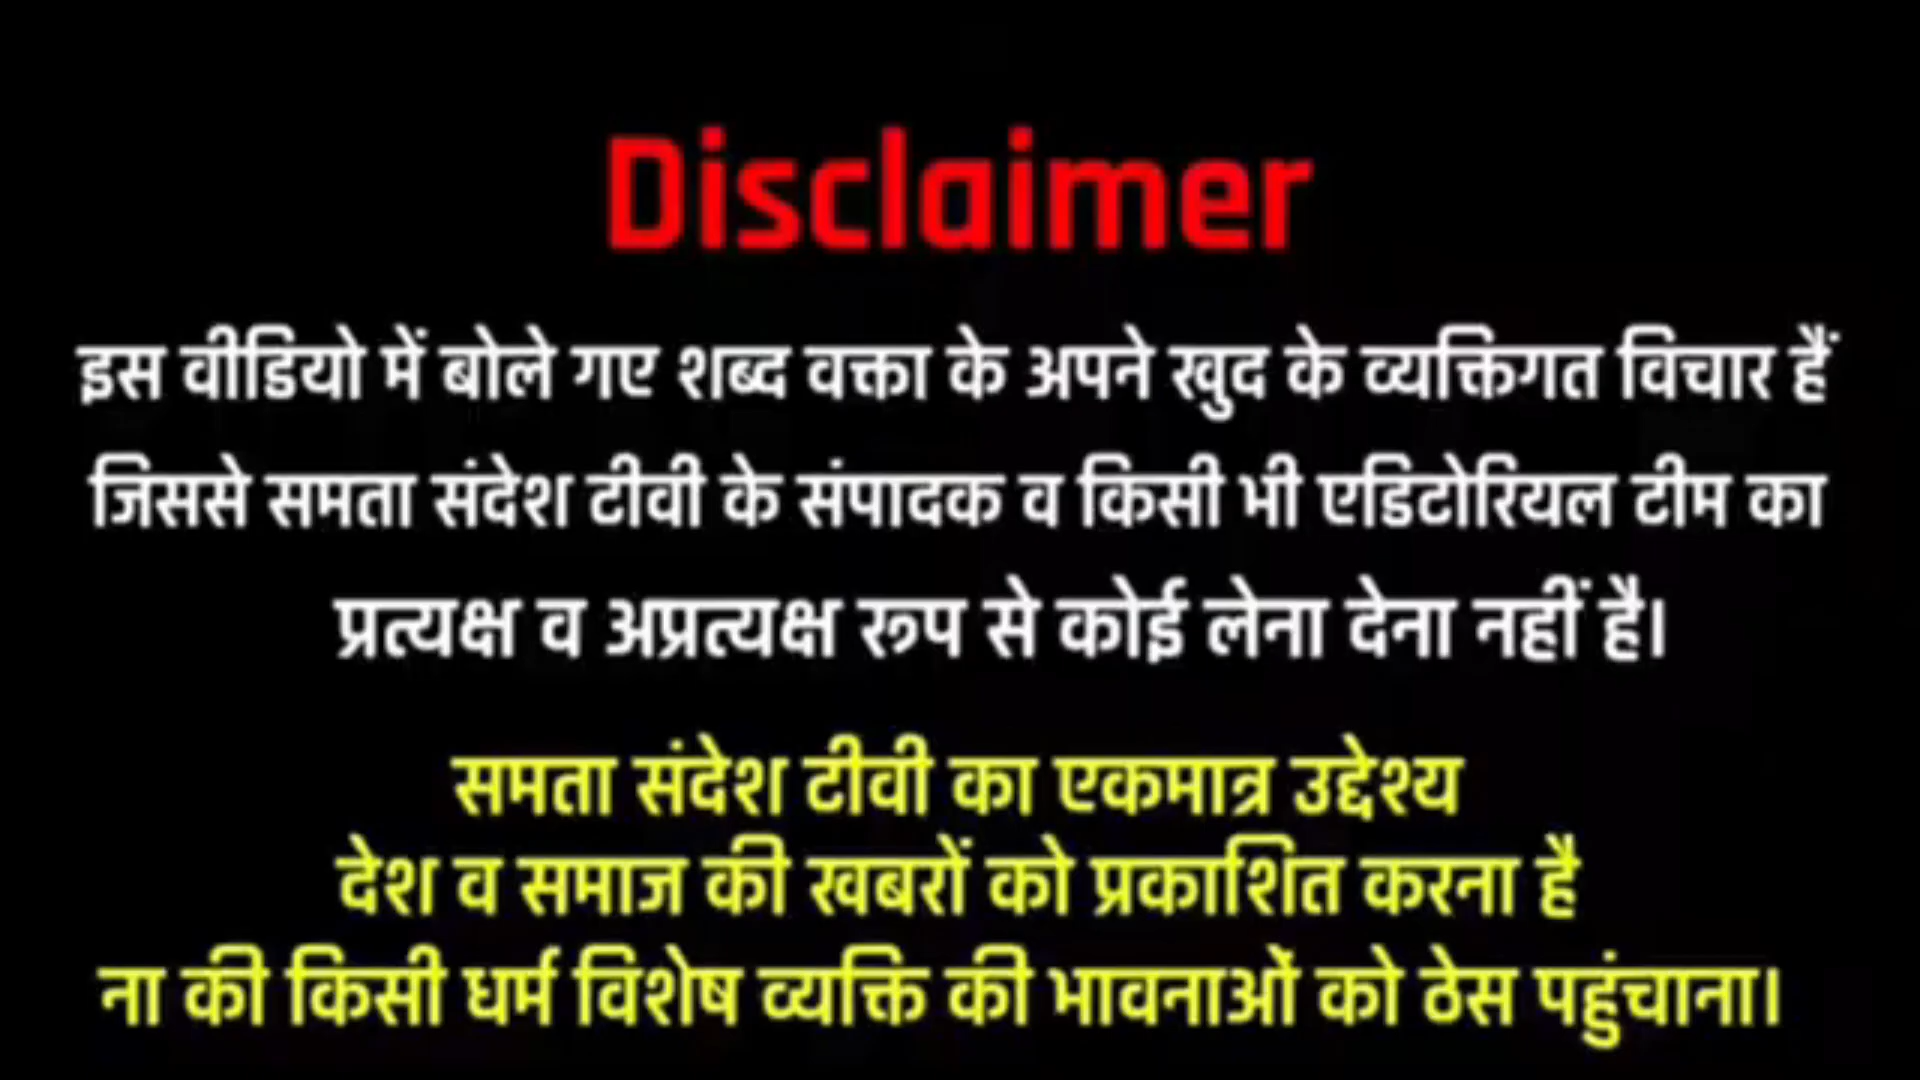 Disclaimer
इस वीडियो में बोले गए शब्द वक्ता के अपने खुद के व्यक्तिगत विचार हैं
जिससे समता संदेश टीवी के संपादक व किसी भी एडिटोरियल टीम का
प्रत्यक्ष व अप्रत्यक्ष रूप से कोई लेना देना नहीं है।
समता संदेश टीवी का एकमात्र उद्देश्य
देश व समाज की खबरों को प्रकाशित करना है
ना की किसी धर्म विशेष व्यक्ति की भावनाओं को ठेस पहुंचाना।